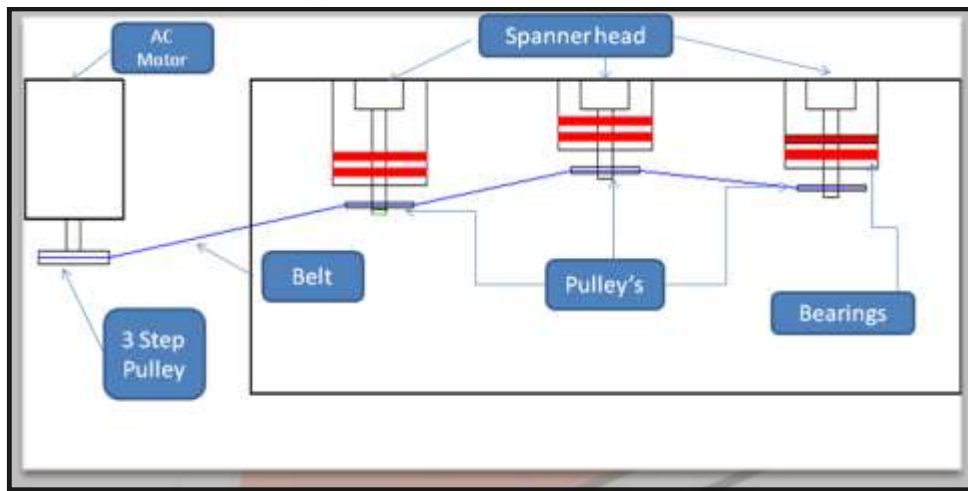 AC
Motor
Spanner head
Belt
Pulley's
3 Step
Pulley
Bearings